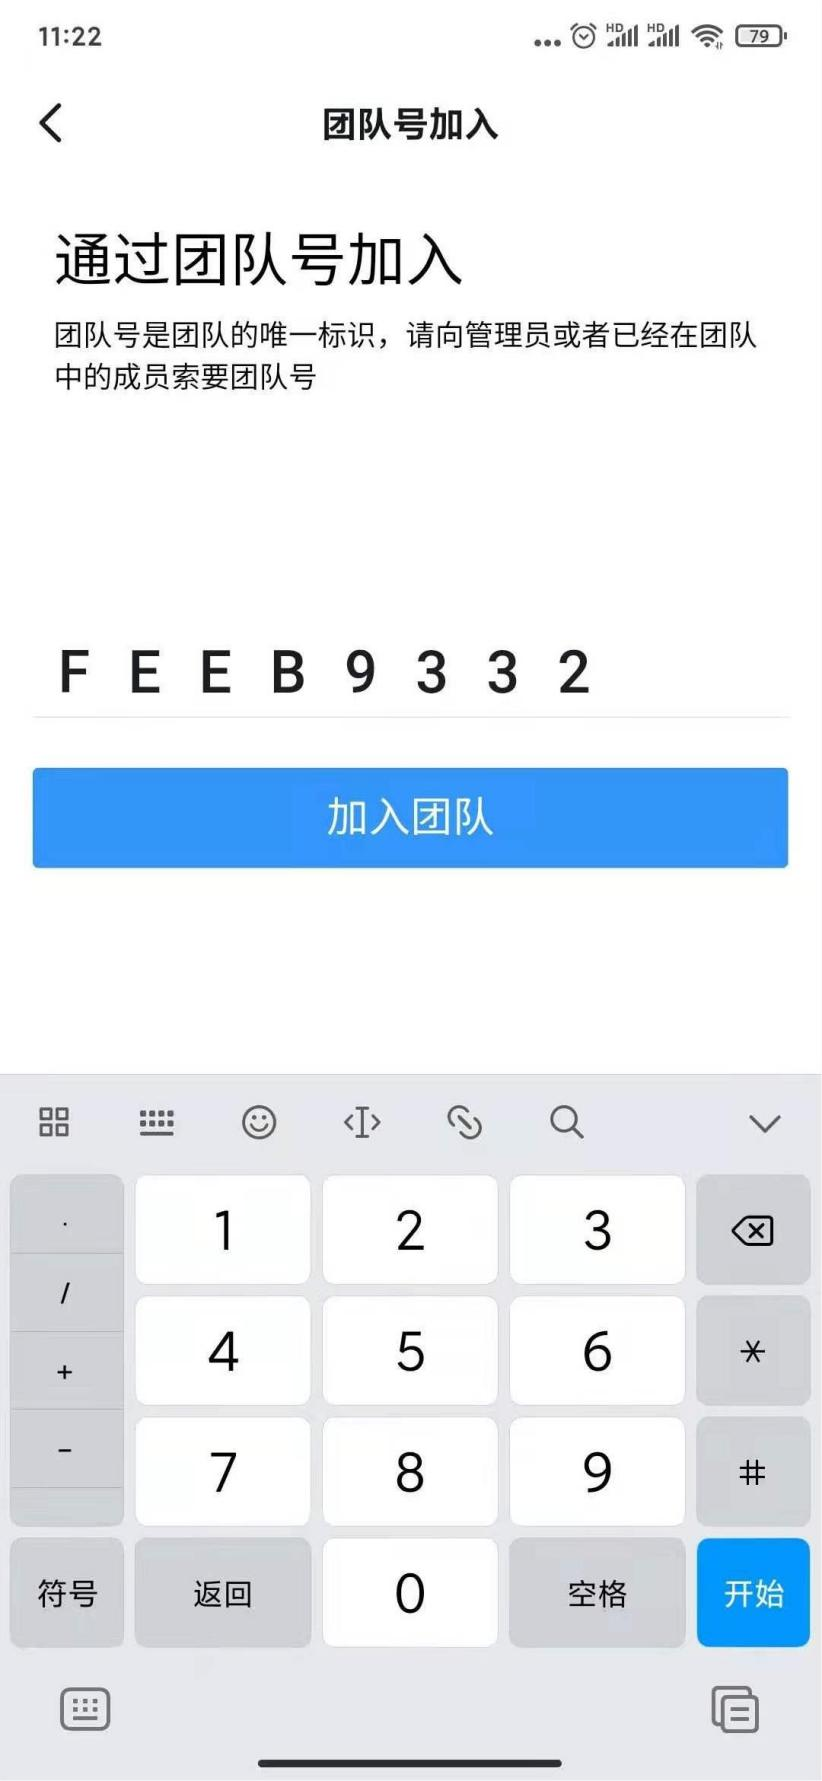 11:22
HD HD 79
团队号加入
通过团队号加入
团队号是团队的唯一标识，请向管理员或者已经在团队
中的成员索要团队号
F E E B 9 3 3 2
加入团队
. 1 2 3
/
4 5 6 *
+
- 7 8 9 #
符号 返回 0 空格 开始